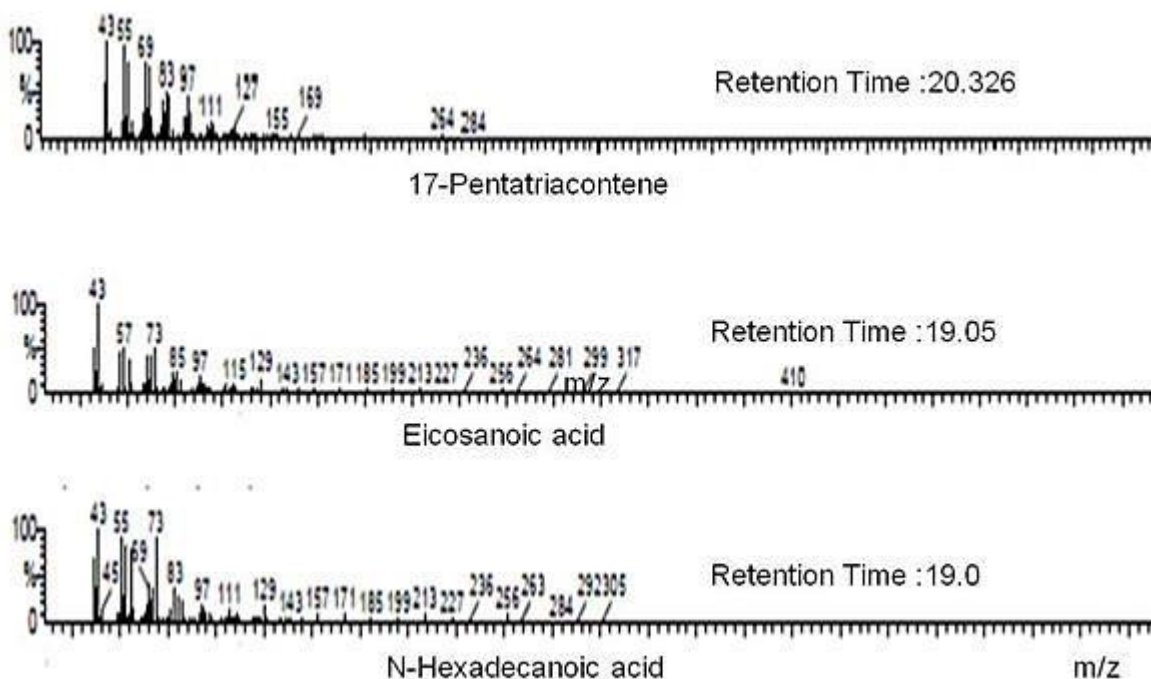 43 55
100 69
% 83 97 127 Retention Time :20.326
111 155 169 264 284
0
17-Pentatriacontene
43
100
Retention Time :19.05
% 57 73
85 97 115 129 143 157 171 185 199 213 227 236 256 264 281 299 317 410
0 m/z
Eicosanoic acid
43 55 73
100
69
% 45 83 Retention Time :19.0
97 111 129 143 157 171 185 199 213 227 236 256 263 284 292305
0
N-Hexadecanoic acid m/z